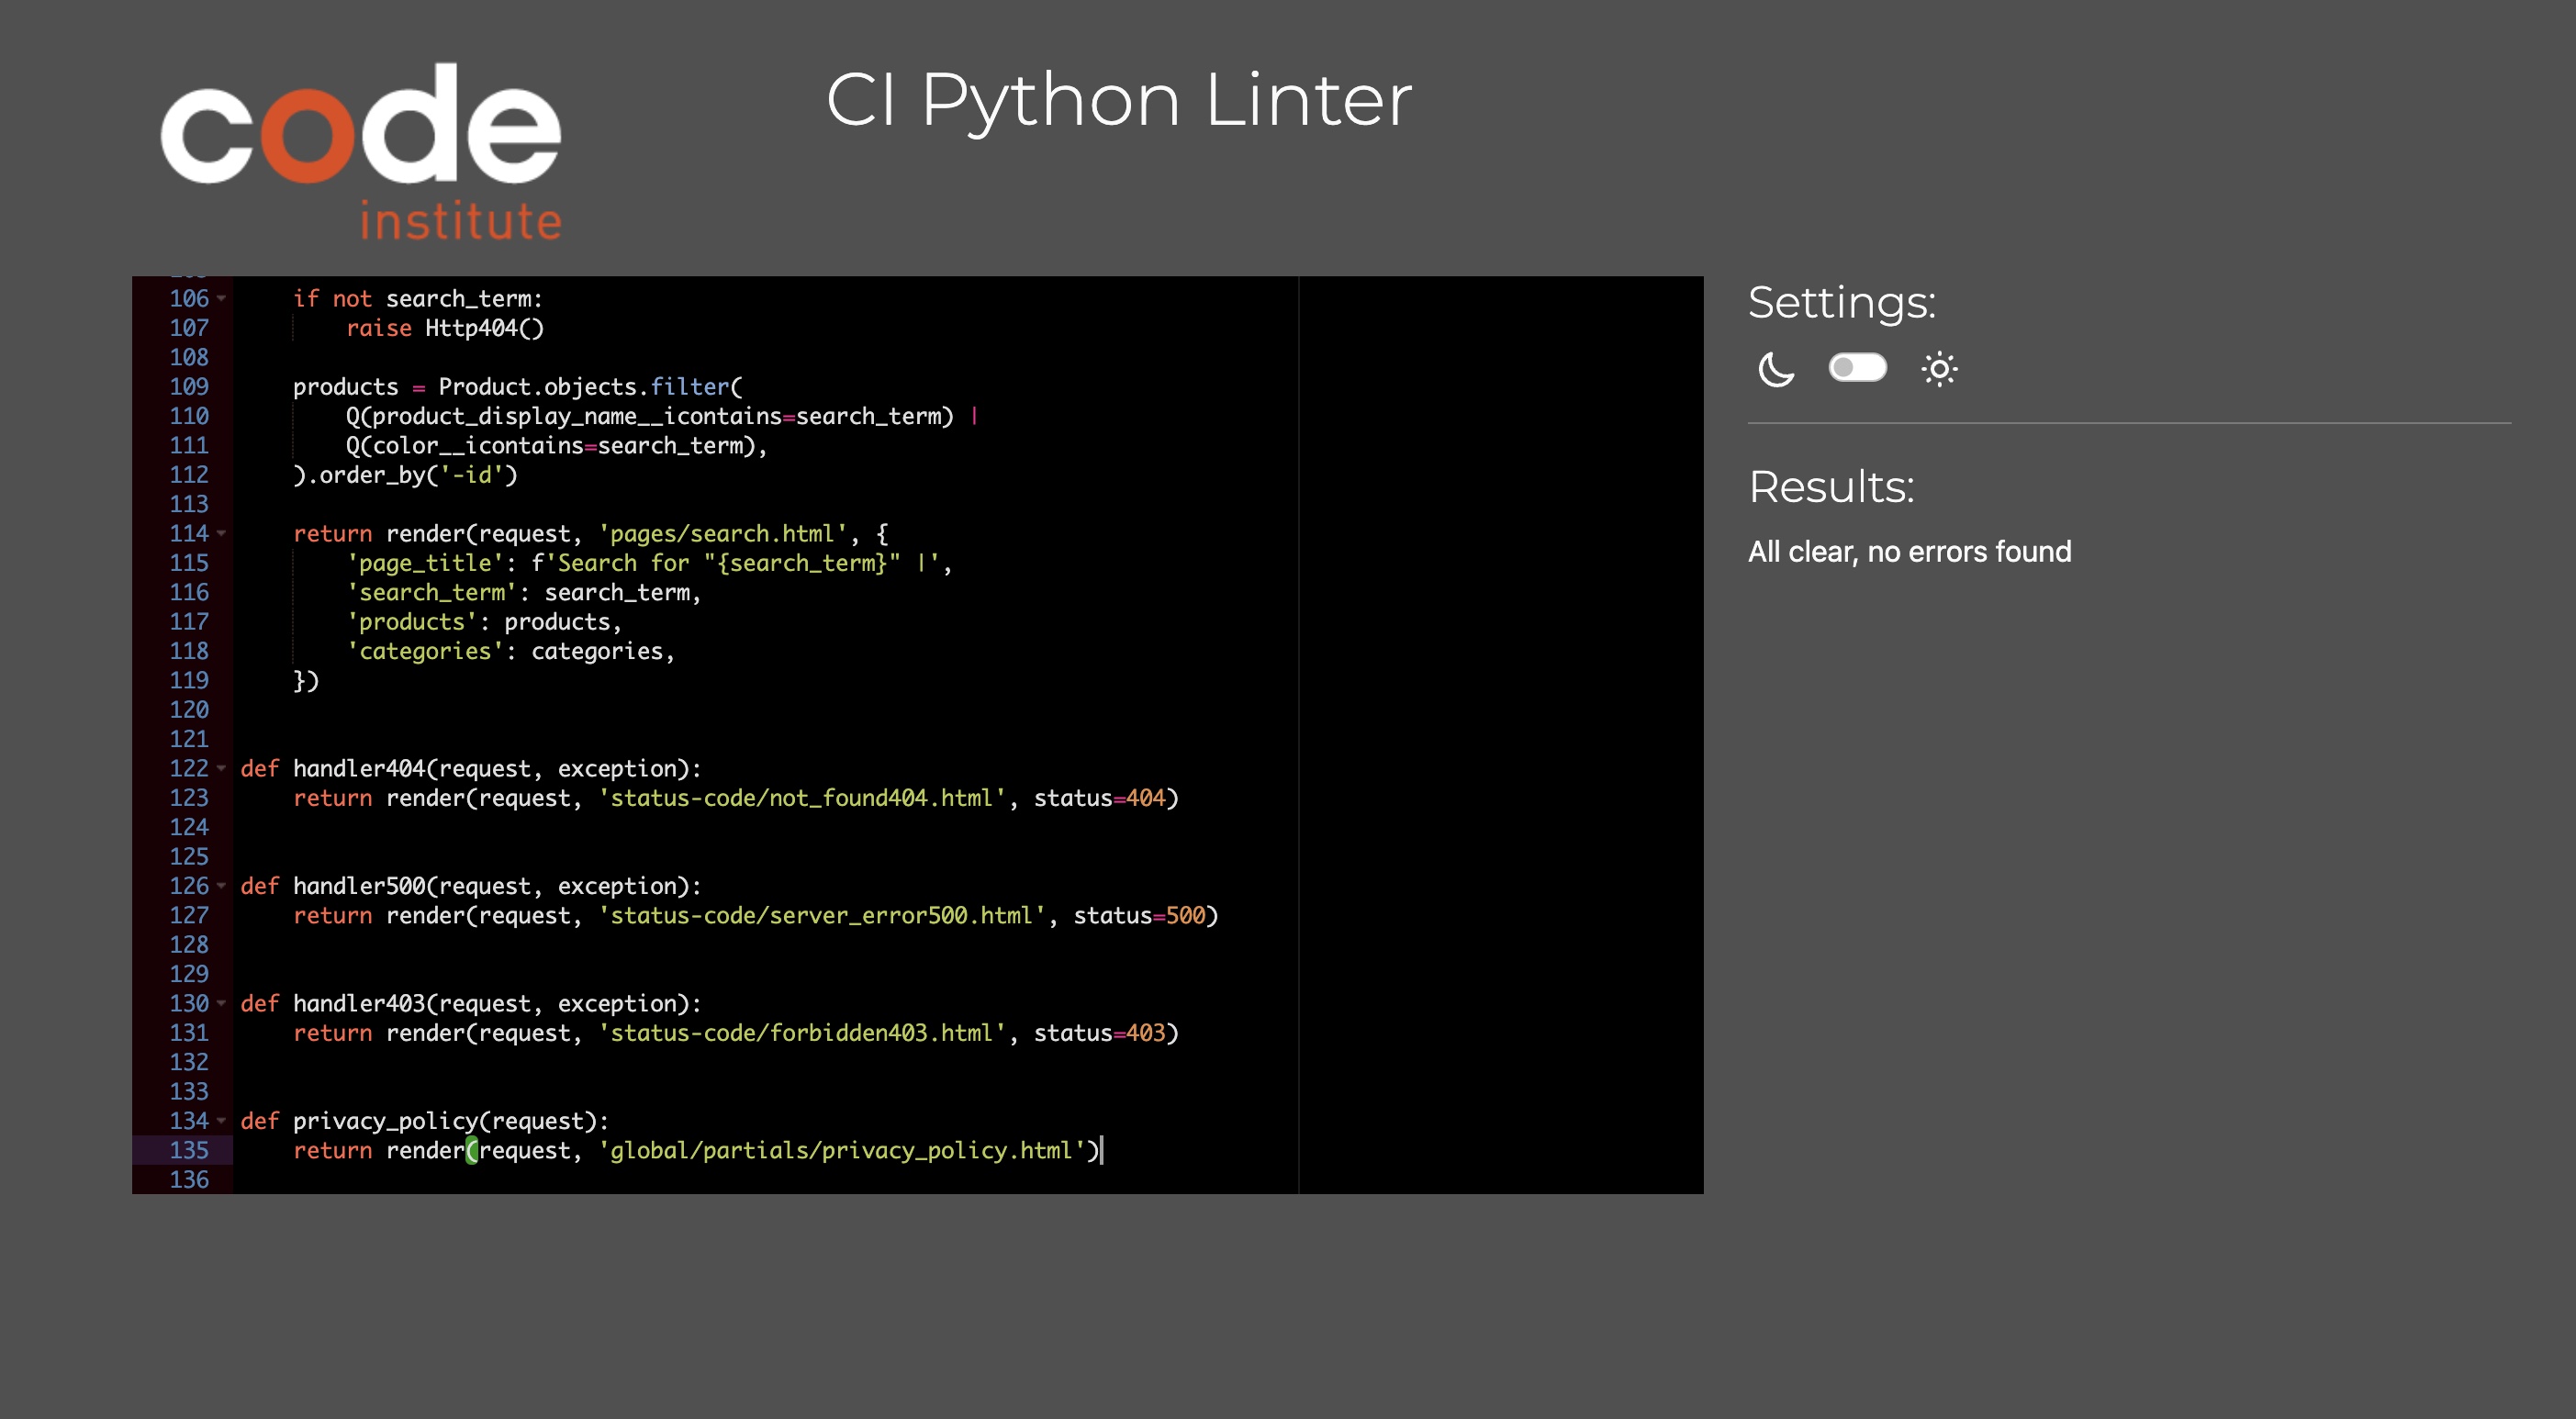 code
institute
CI Python Linter
106 if not search_term:
107 raise Http404()
108
109 products = Product.objects.filter(
110 Q(product_display_name__icontains=search_term) |
111 Q(color__icontains=search_term),
112 ).order_by('-id')
113
114 return render(request, 'pages/search.html', {
115 'page_title': f'Search for "{search_term}" |',
116 'search_term': search_term,
117 'products': products,
118 'categories': categories,
119 })
120
121
122 def handler404(request, exception):
123 return render(request, 'status-code/not_found404.html', status=404)
124
125
126 def handler500(request, exception):
127 return render(request, 'status-code/server_error500.html', status=500)
128
129
130 def handler403(request, exception):
131 return render(request, 'status-code/forbidden403.html', status=403)
132
133
134 def privacy_policy(request):
135 return render(request, 'global/partials/privacy_policy.html')
136
Settings:
Results:
All clear, no errors found